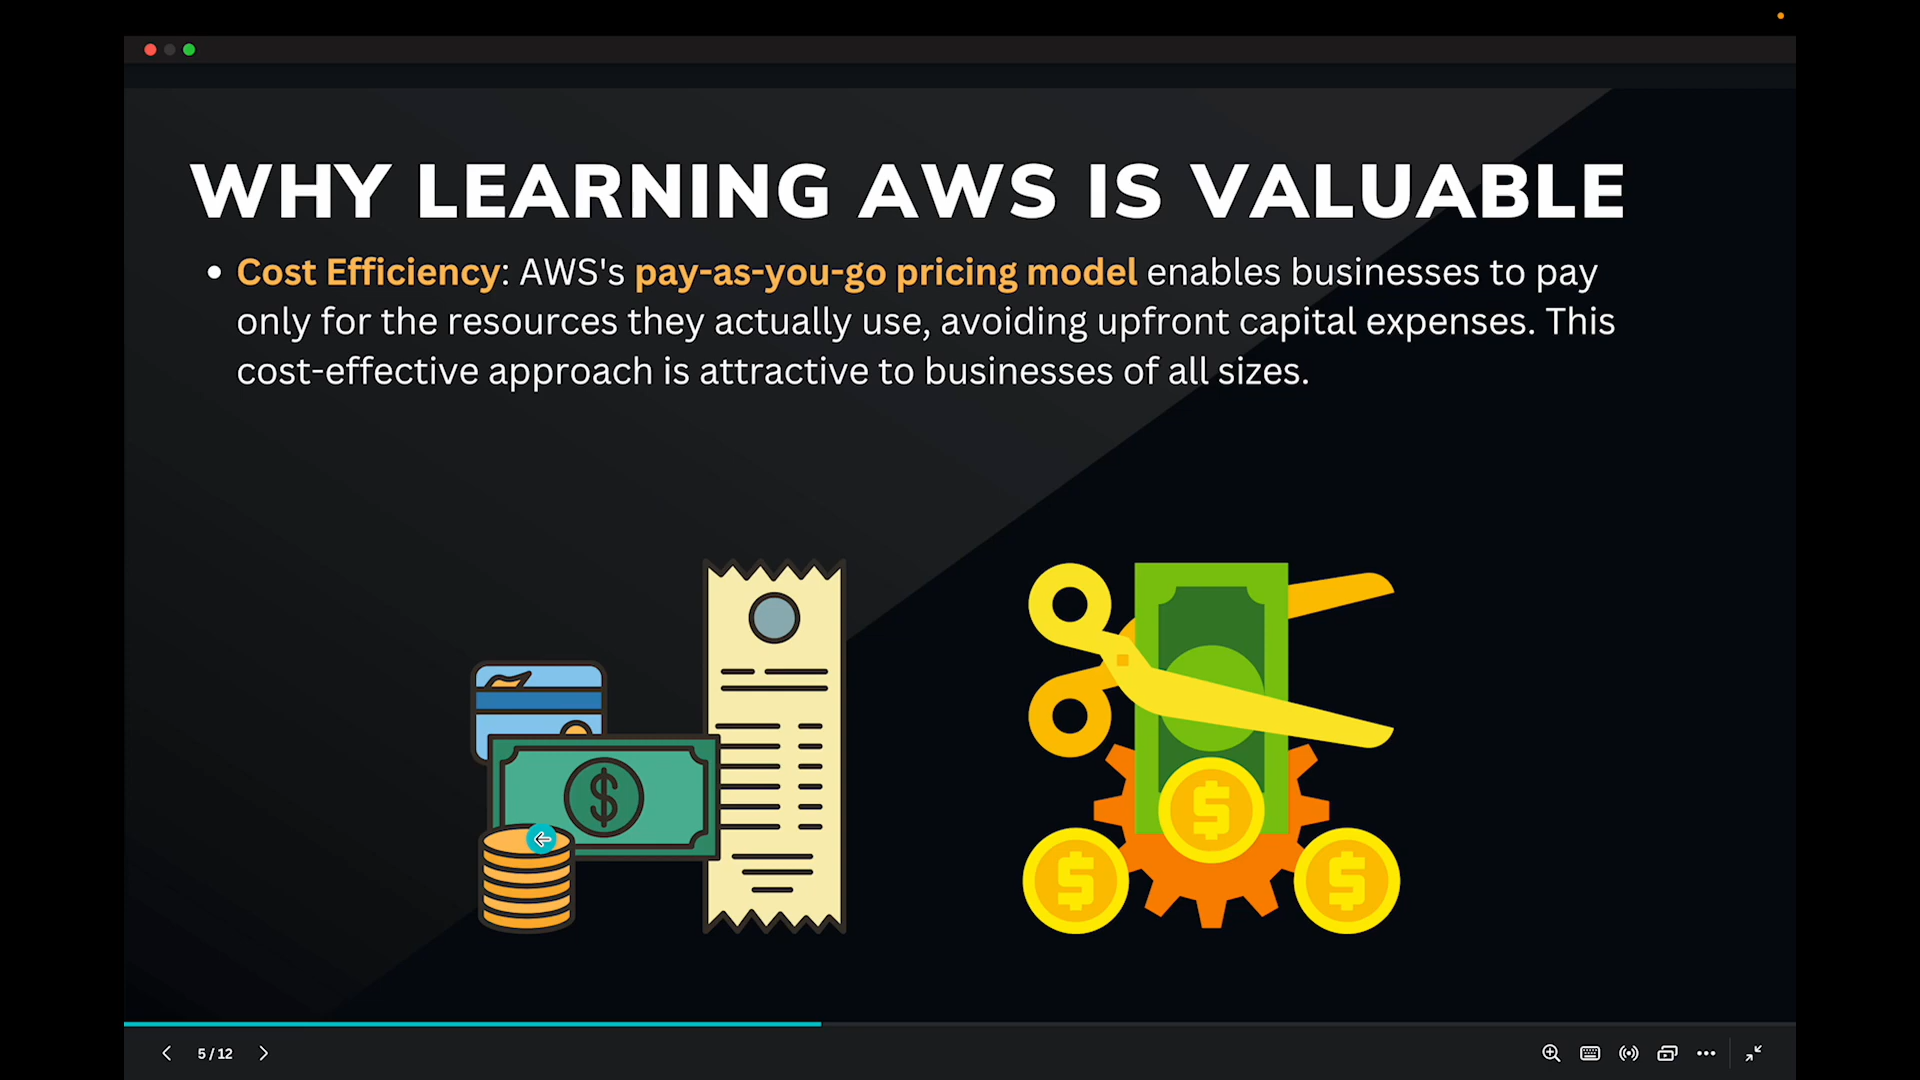 WHY LEARNING AWS IS VALUABLE
• Cost Efficiency: AWS's pay-as-you-go pricing model enables businesses to pay
only for the resources they actually use, avoiding upfront capital expenses. This
cost-effective approach is attractive to businesses of all sizes.
$
$
$ $
5 / 12